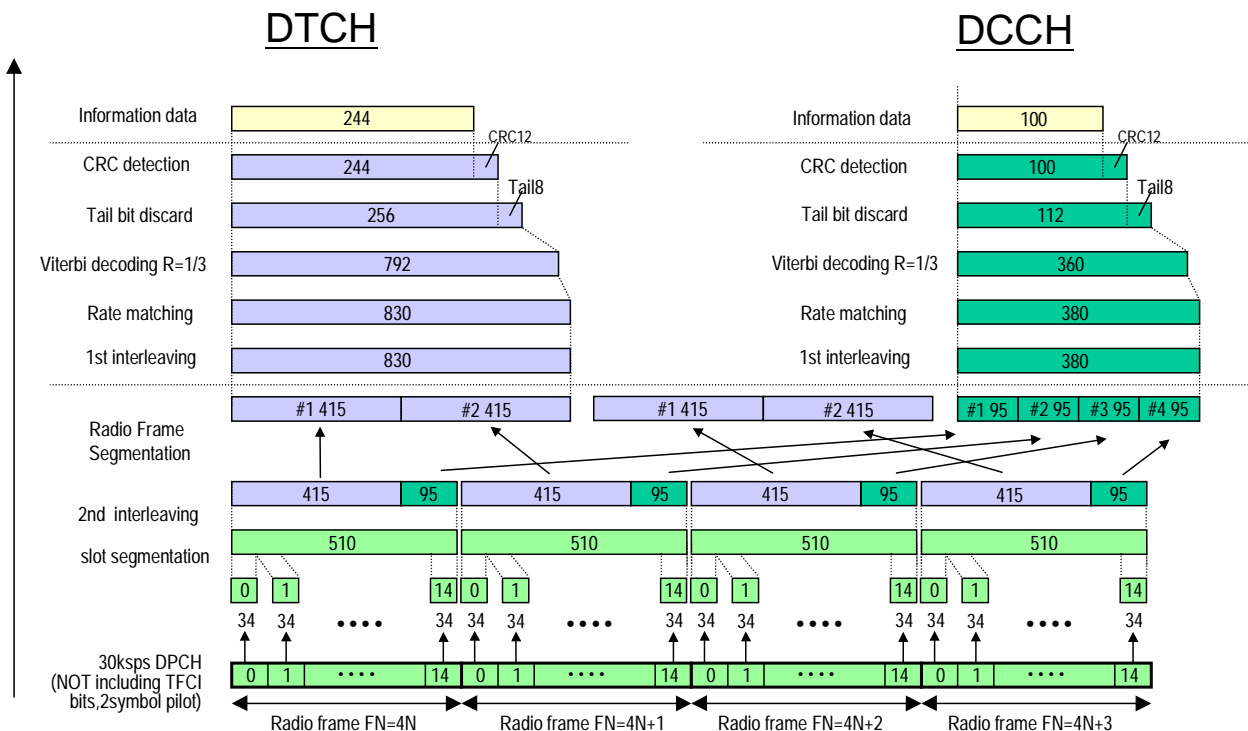 DTCH DCCH
Information data 244 Information data 100
CRC12 CRC12
CRC detection 244 CRC detection 100
Tail8 Tail8
Tail bit discard 256 Tail bit discard 112
Viterbi decoding R=1/3 792 Viterbi decoding R=1/3 360
Rate matching 830 Rate matching 380
1st interleaving 830 1st interleaving 380
#1 415 #2 415 #1 415 #2 415 #1 95 #2 95 #3 95 #4 95
Radio Frame
Segmentation
415 95 415 95 415 95 415 95
2nd interleaving
slot segmentation 510 510 510 510
0 1 14 0 1 14 0 1 14 0 1 14
34 34 •••• 34 34 34 •••• 34 34 34 •••• 34 34 34 •••• 34
30ksps DPCH
(NOT including TFCI
bits,2symbol pilot)
0 1 •••• 14 0 1 •••• 14 0 1 •••• 14 0 1 •••• 14
Radio frame FN=4N Radio frame FN=4N+1 Radio frame FN=4N+2 Radio frame FN=4N+3